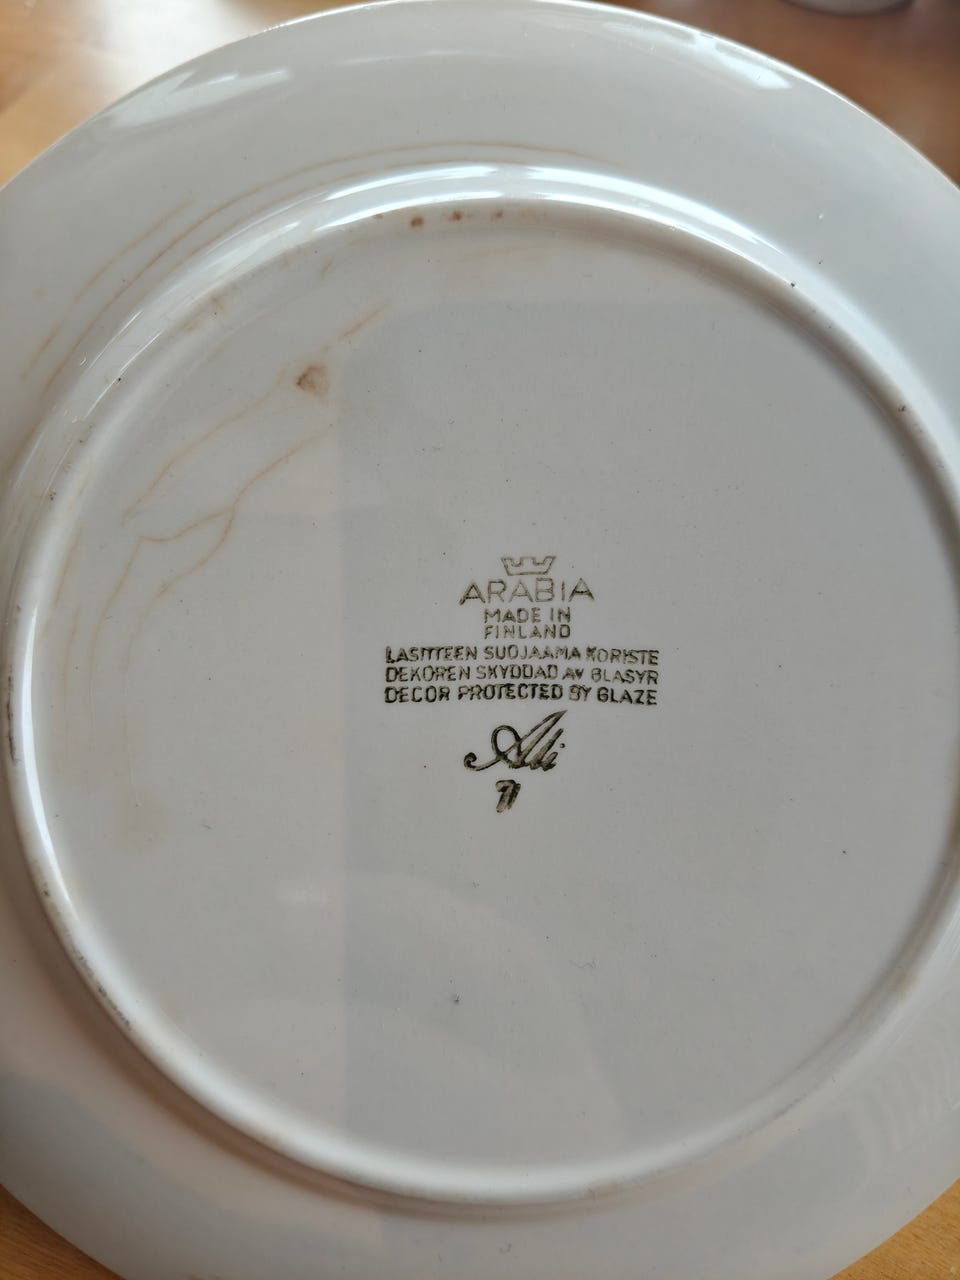 ARABIA
MADE IN
FINLAND
LASITTEEN SUOJAAMA KORISTE
DEKOREN SKYDDAD AV GLASYR
DECOR PROTECTED BY GLAZE
Ali
71